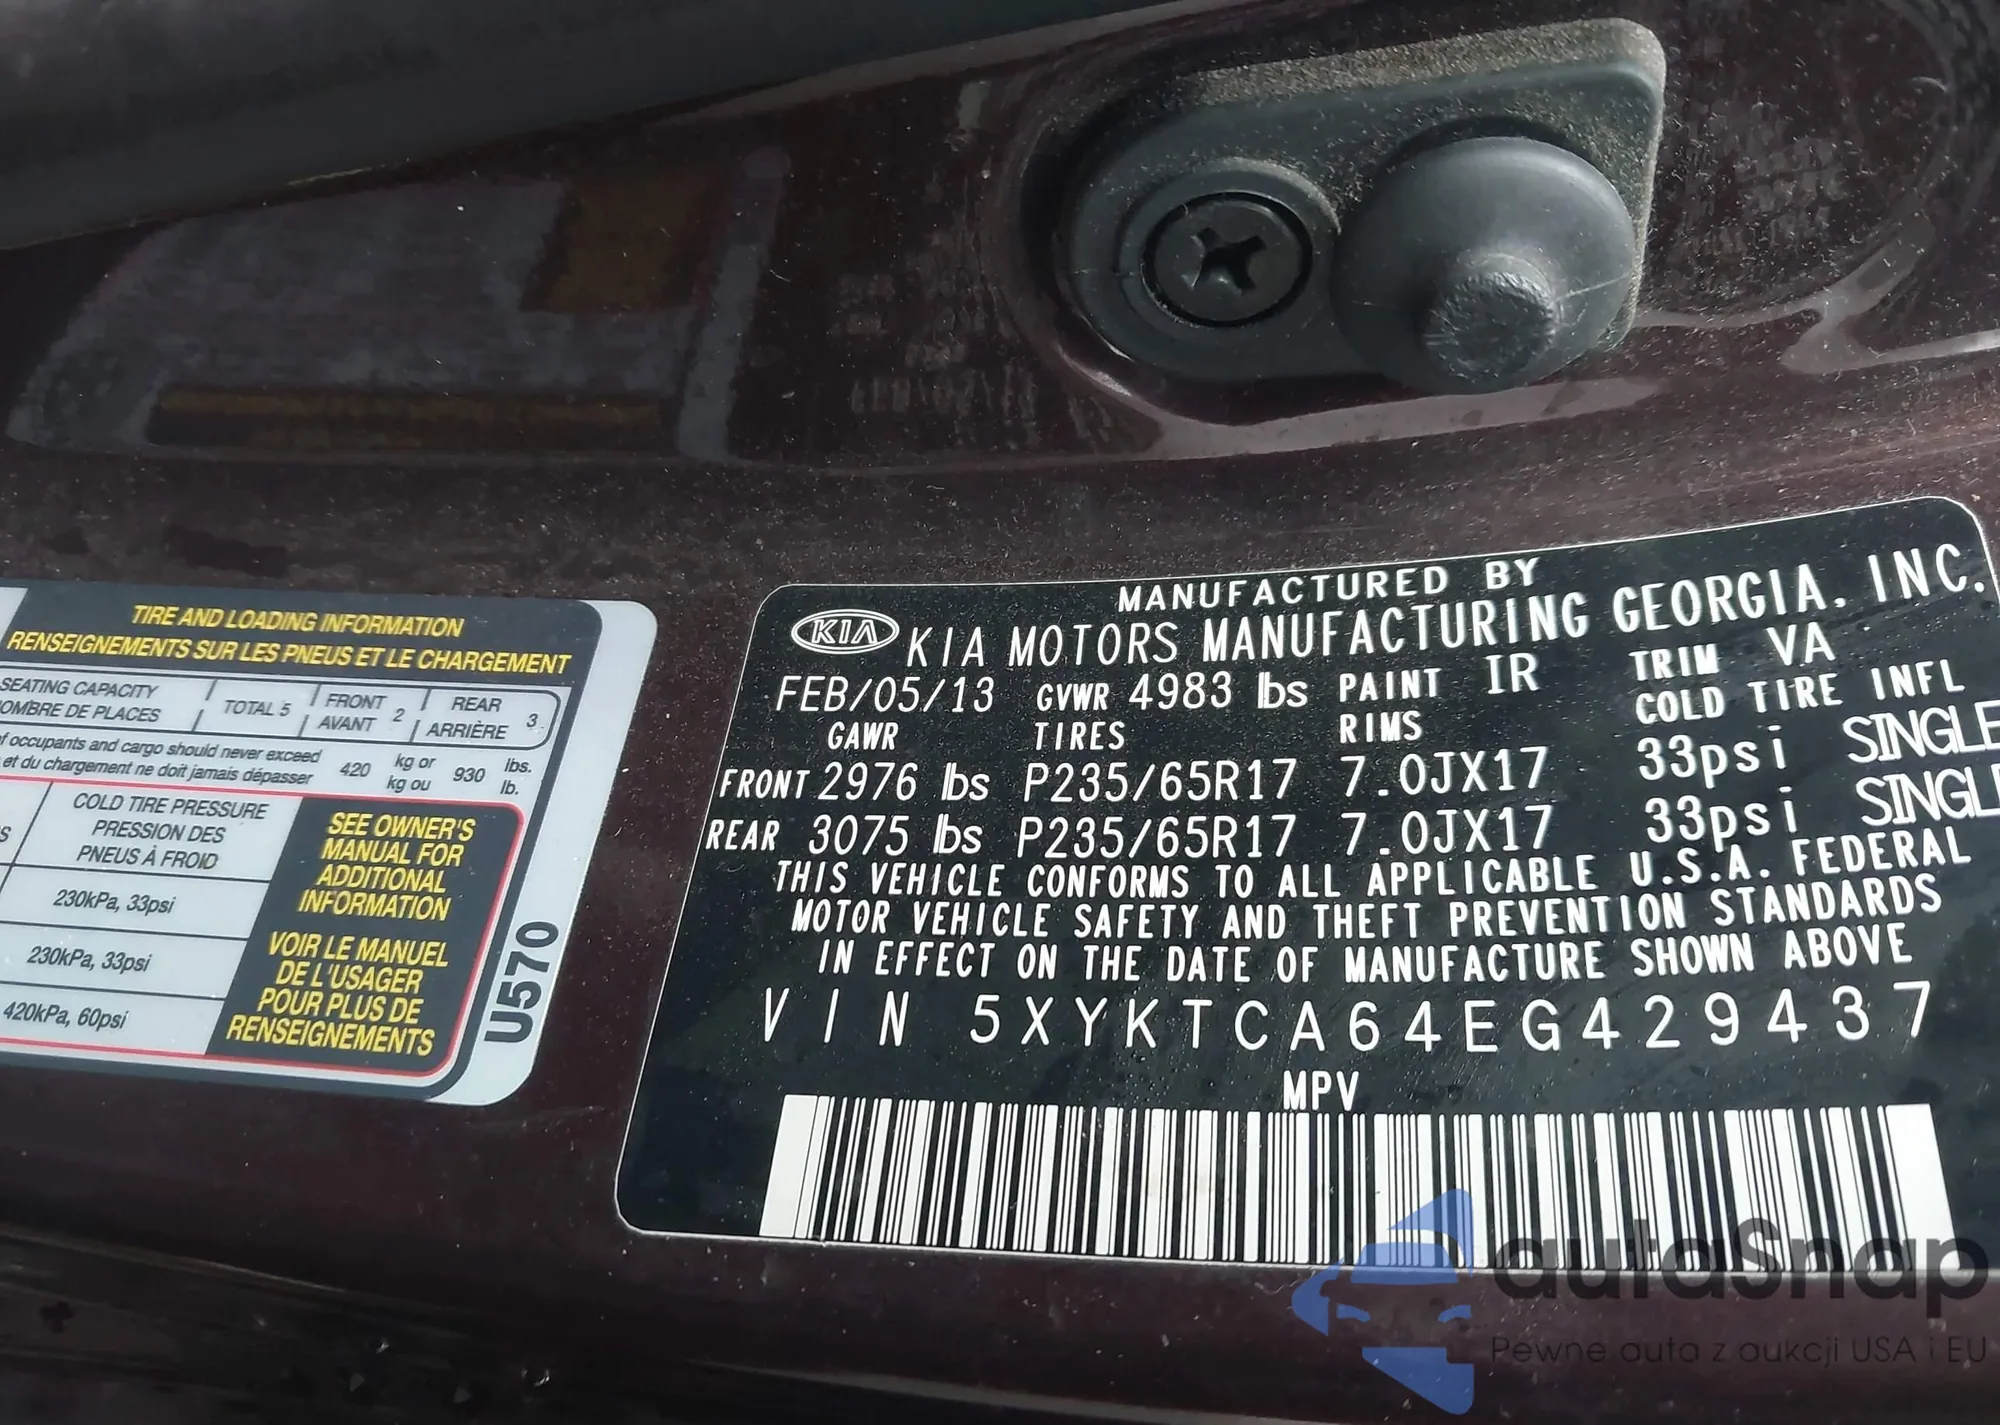 TIRE AND LOADING INFORMATION
RENSEIGNEMENTS SUR LES PNEUS ET LE CHARGEMENT
SEATING CAPACITY TOTAL 5 FRONT 2 REAR 3
DE PLACES AVANT ARRIÈRE
of occupants and cargo should never exceed 420 kg or 930 lbs.
et du chargement ne doit jamais dépasser kg ou lb.
COLD TIRE PRESSURE
PRESSION DES
PNEUS À FROID
230kPa, 33psi
230kPa, 33psi
420kPa, 60psi
SEE OWNER'S
MANUAL FOR
ADDITIONAL
INFORMATION
VOIR LE MANUEL
DE L'USAGER
POUR PLUS DE
RENSEIGNEMENTS
U570
MANUFACTURED BY
KIA KIA MOTORS MANUFACTURING GEORGIA, INC.
FEB/05/13 GVWR 4983 lbs PAINT IR TRIM VA
GAWR TIRES RIMS COLD TIRE INFL
FRONT 2976 lbs P235/65R17 7.0JX17 33psi SINGLE
REAR 3075 lbs P235/65R17 7.0JX17 33psi SINGL
THIS VEHICLE CONFORMS TO ALL APPLICABLE U.S.A. FEDERAL
MOTOR VEHICLE SAFETY AND THEFT PREVENTION STANDARDS
IN EFFECT ON THE DATE OF MANUFACTURE SHOWN ABOVE
VIN 5XYKTCA64EG429437
MPV
autaSnap
Pewne auta z aukcji USA i EU